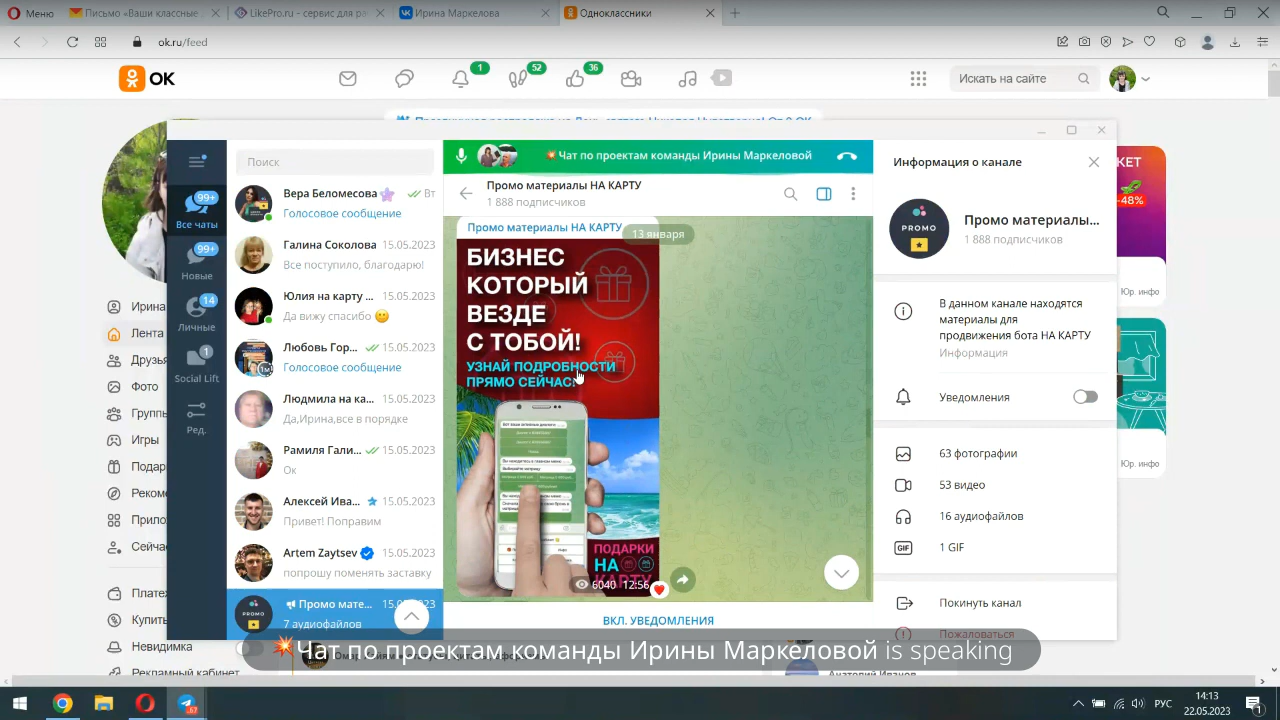 Меню
Письмо «Ваши классные
LikePro.ru - сервис для рас
Ирина Маркелова
Одноклассники
ok.ru/feed
OK
1
52
36
Искать на сайте
Поиск
Чат по проектам команды Ирины Маркеловой
Информация о канале
Промо материалы НА КАРТУ
1 888 подписчиков
99+
Все чаты
99+
Новые
14
Личные
1
Social Lift
Ред.
Вера Беломесова
Вт
Голосовое сообщение
Галина Соколова
15.05.2023
Все поступило, благодарю!
Юлия на карту ...
15.05.2023
Да вижу спасибо
Любовь Гор...
15.05.2023
Голосовое сообщение
Людмила на ка...
15.05.2023
Да,Ирина,все в порядке
Рамиля Гали...
15.05.2023
Ок
Алексей Ива...
15.05.2023
Привет! Поправим
Artem Zaytsev
15.05.2023
попрошу поменять заставку
Промо мате...
7 аудиофайлов
Промо материалы НА КАРТУ
13 января
БИЗНЕС
КОТОРЫЙ
ВЕЗДЕ
С ТОБОЙ!
УЗНАЙ ПОДРОБНОСТИ
ПРЯМО СЕЙЧАС!
ПОДАРКИ
НА
КАРТУ
6040 12:56
ВКЛ. УВЕДОМЛЕНИЯ
PROMO
Промо материалы...
1 888 подписчиков
В данном канале находятся
материалы для
продвижения бота НА КАРТУ
Информация
Уведомления
63 фотографии
53 видео
16 аудиофайлов
GIF
1 GIF
Покинуть канал
Пожаловаться
-48%
Юр. инфо
Юр. инфо
Ирина
Лента
Друзья
Фото
Группы
Игры
Невидимка
Рекламный кабинет
Чат по проектам команды Ирины Маркеловой is speaking
РУС
14:13
22.05.2023